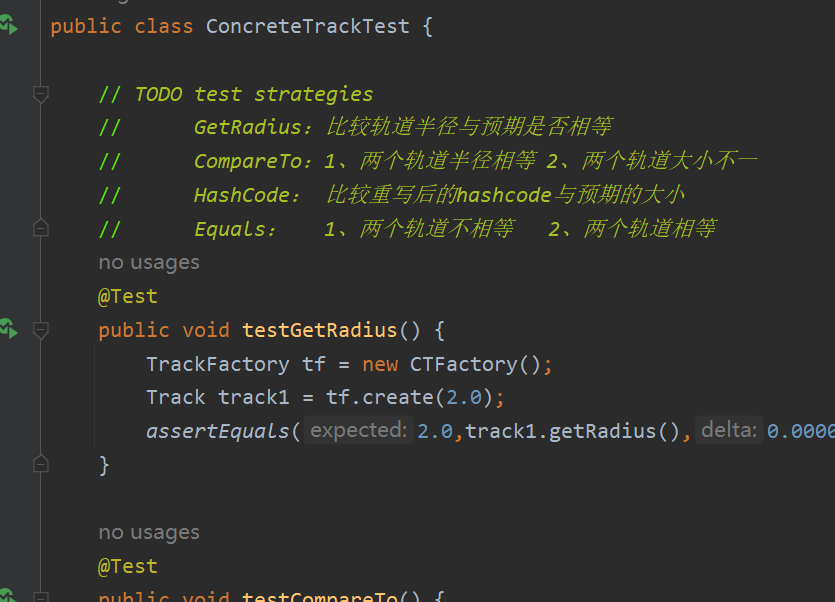 public class ConcreteTrackTest {
// TODO test strategies
// GetRadius：比较轨道半径与预期是否相等
// CompareTo：1、两个轨道半径相等 2、两个轨道大小不一
// HashCode： 比较重写后的hashcode与预期的大小
// Equals： 1、两个轨道不相等 2、两个轨道相等
no usages
@Test
public void testGetRadius() {
TrackFactory tf = new CTFactory();
Track track1 = tf.create(2.0);
assertEquals( expected: 2.0,track1.getRadius(), delta: 0.0000
}
no usages
@Test
public void testCompareTo() {